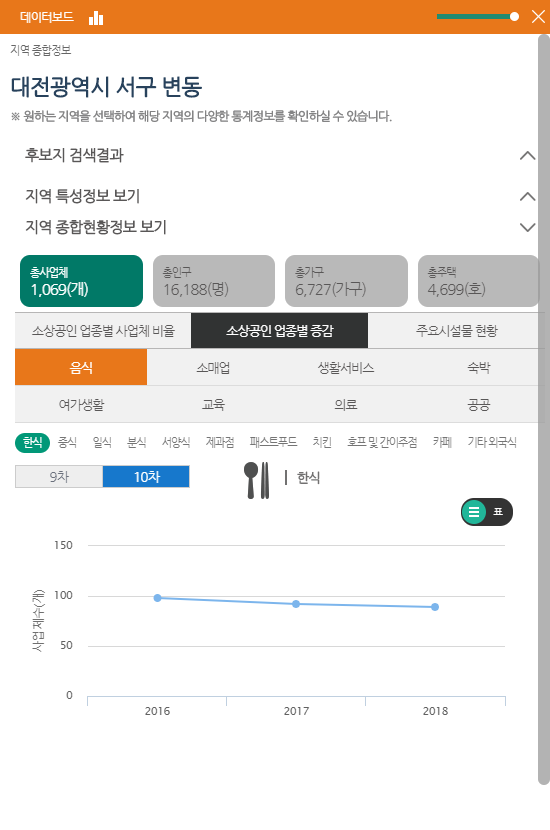 데이터보드
지역 종합정보
대전광역시 서구 변동
※ 원하는 지역을 선택하여 해당 지역의 다양한 통계정보를 확인하실 수 있습니다.
후보지 검색결과
지역 특성정보 보기
지역 종합현황정보 보기
총사업체 총인구 총가구 총주택
1,069(개) 16,188(명) 6,727(가구) 4,699(호)
소상공인 업종별 사업체 비율 소상공인 업종별 증감 주요시설물 현황
음식 소매업 생활서비스 숙박
여가생활 교육 의료 공공
한식 중식 일식 분식 서양식 제과점 패스트푸드 치킨 호프 및 간이주점 카페 기타 외국식
9차 10차 한식
표
150
100
50
0
사업체수(개)
2016 2017 2018